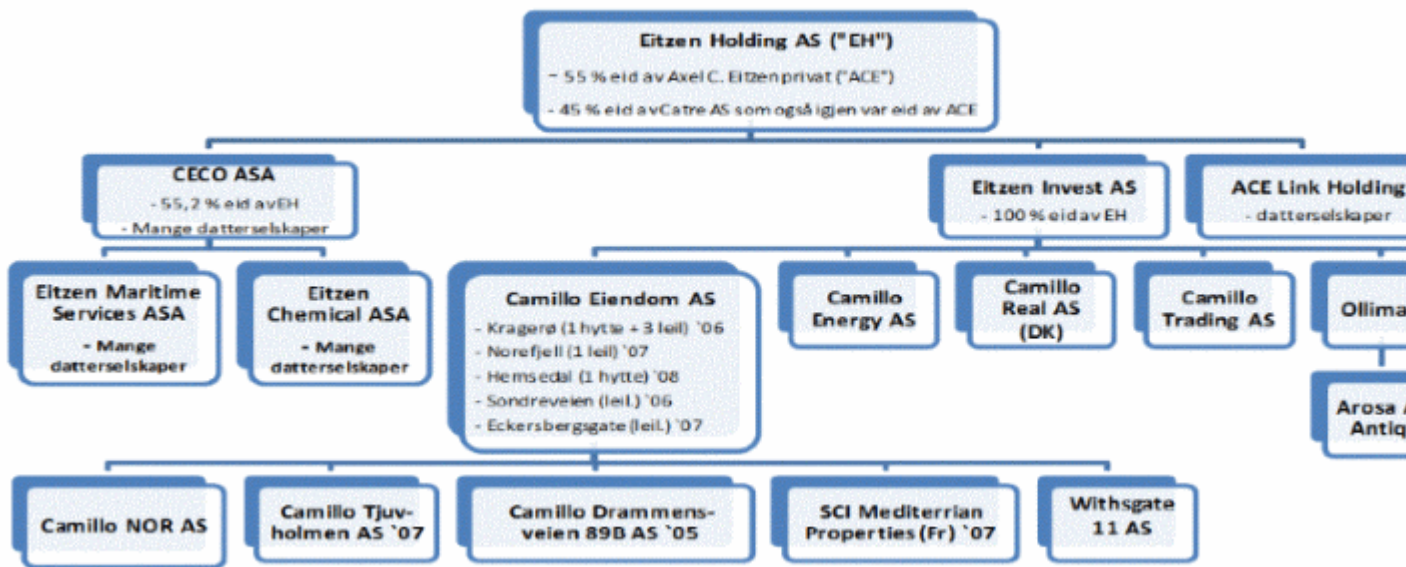 Eitzen Holding AS ("EH")
- 55 % eid av Axel C. Eitzen privat ("ACE")
- 45 % eid av Catre AS som også igjen var eid av ACE
CECO ASA
- 55,2 % eid av EH
- Mange datterselskaper
Eitzen Invest AS
- 100 % eid av EH
ACE Link Holding
- datterselskaper
Eitzen Maritime
Services ASA
- Mange
datterselskaper
Eitzen
Chemical ASA
- Mange
datterselskaper
Camillo Eiendom AS
- Kragerø (1 hytte + 3 leil) `06
- Norefjell (1 leil) `07
- Hemsedal (1 hytte) `08
- Sondreveien (leil.) `06
- Eckersbergsgate (leil.) `07
Camillo
Energy AS
Camillo
Real AS
(DK)
Camillo
Trading AS
Ollima
Arosa A
Antiq
Camillo NOR AS
Camillo Tjuv-
holmen AS `07
Camillo Drammens-
veien 89B AS `05
SCI Mediterrian
Properties (Fr) `07
Withsgate
11 AS